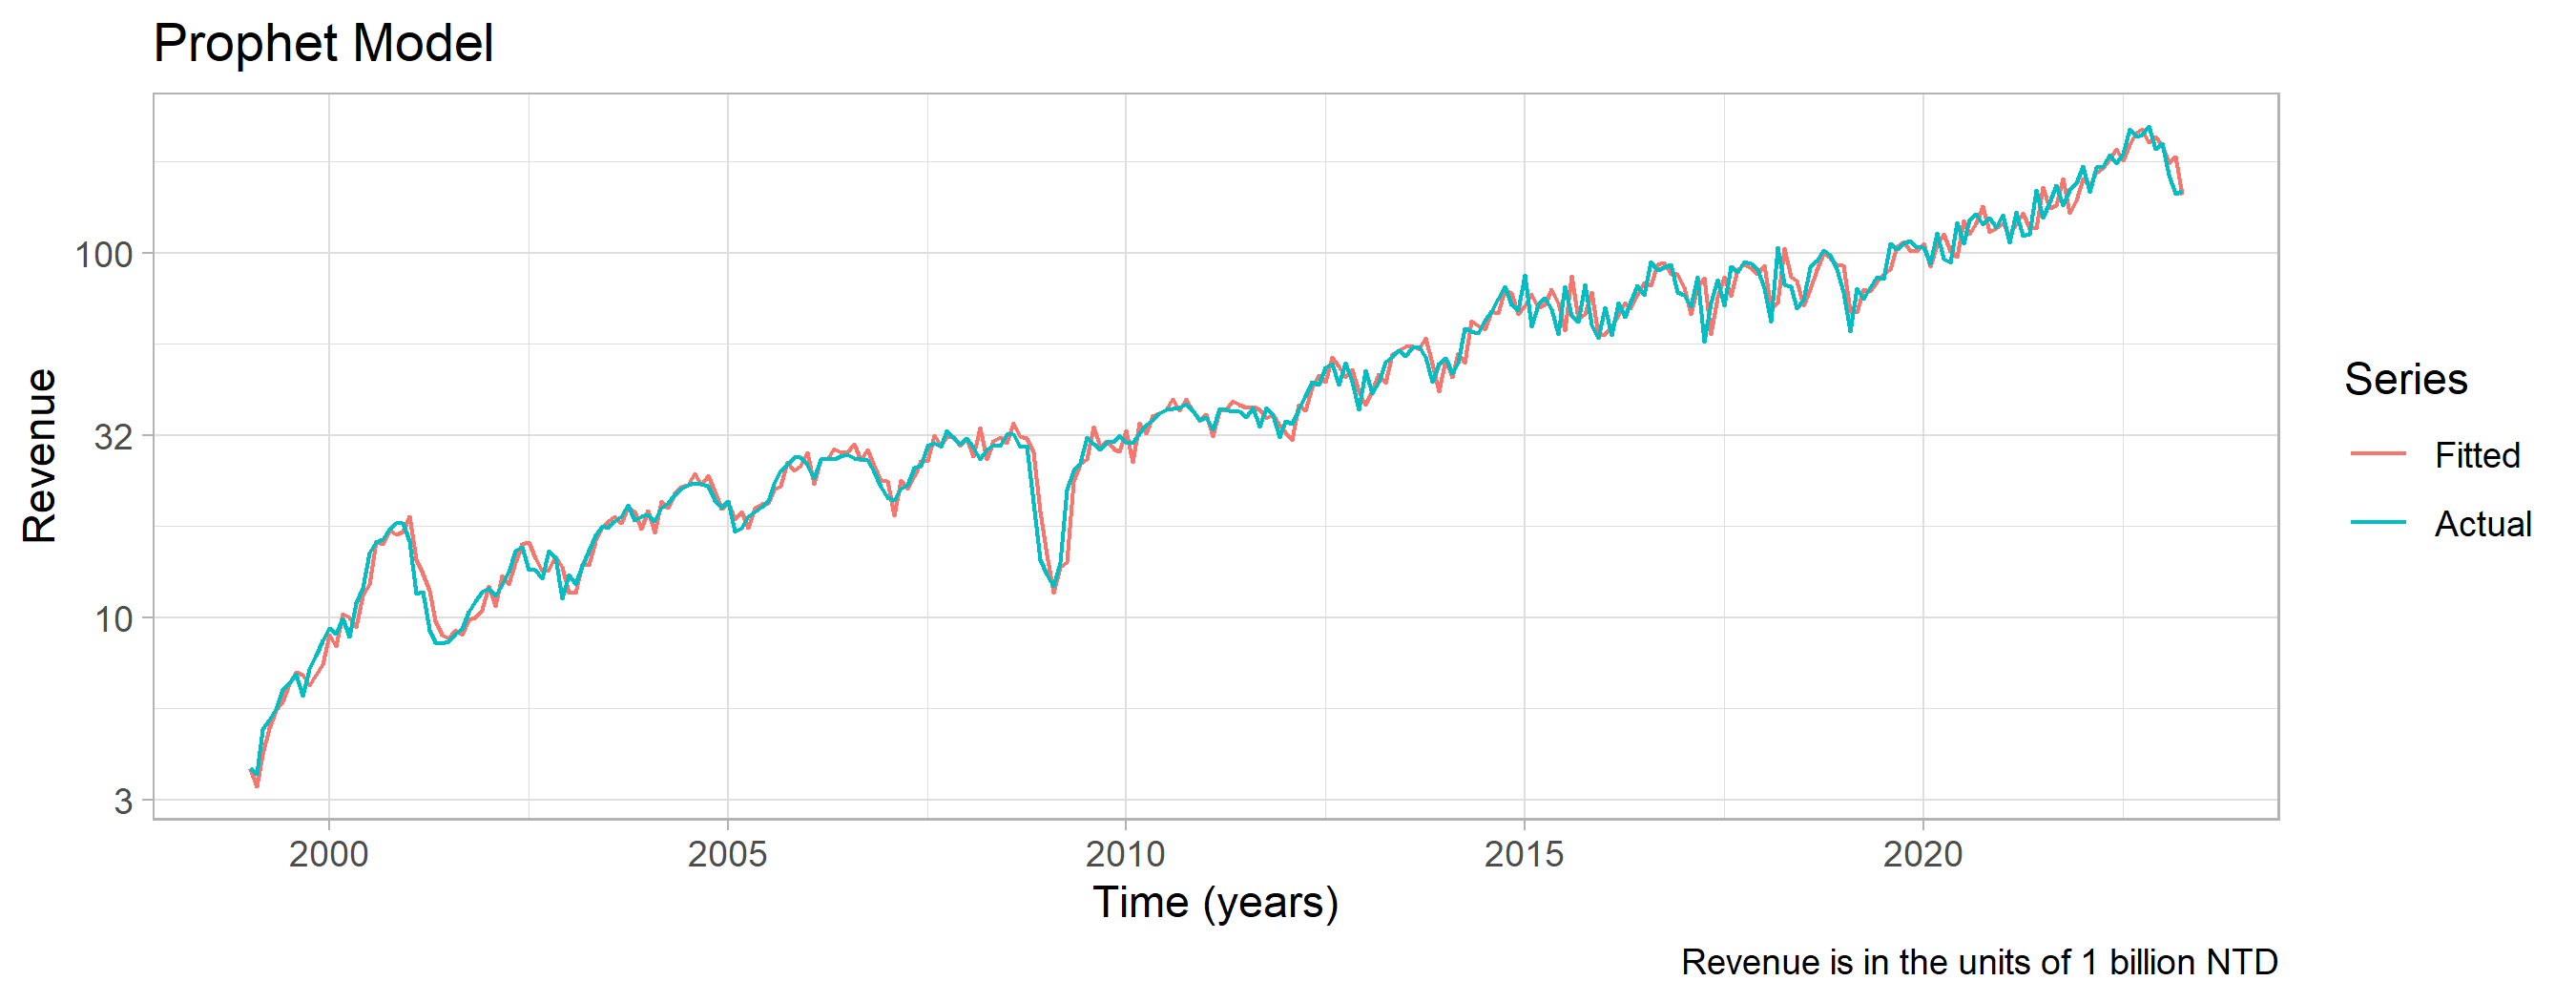 Prophet Model
Revenue
100
32
10
3
2000
2005
2010
2015
2020
Time (years)
Series
Fitted
Actual
Revenue is in the units of 1 billion NTD